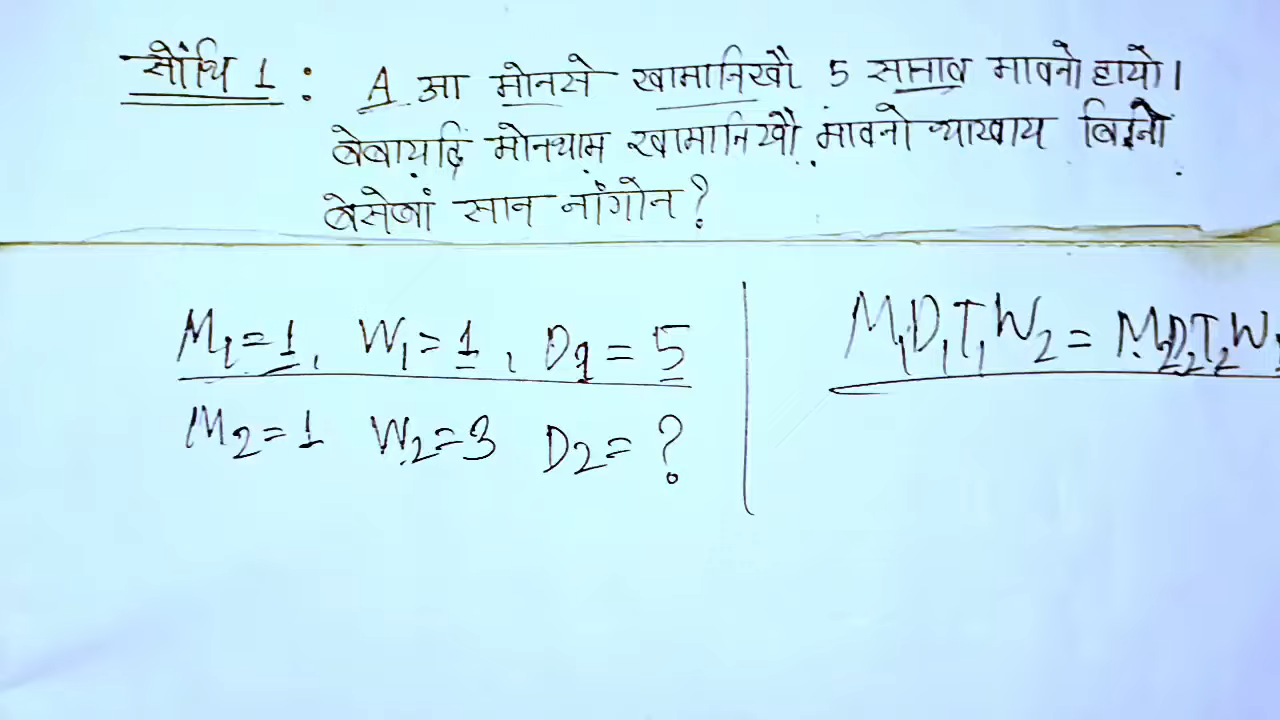 सोंथि 1 : A आ मोनसे खामानिखौ 5 सानाव मावनो हायो।
बेबायदि मोनथाम खामानिखौ मावनो थाखाय बिइनो
बेसेबां सान नांगोन?
M₁=1, W₁=1, D₁=5
M₂=1 W₂=3 D₂=?
M₁D₁T₁W₂=M₂D₂T₂W₁